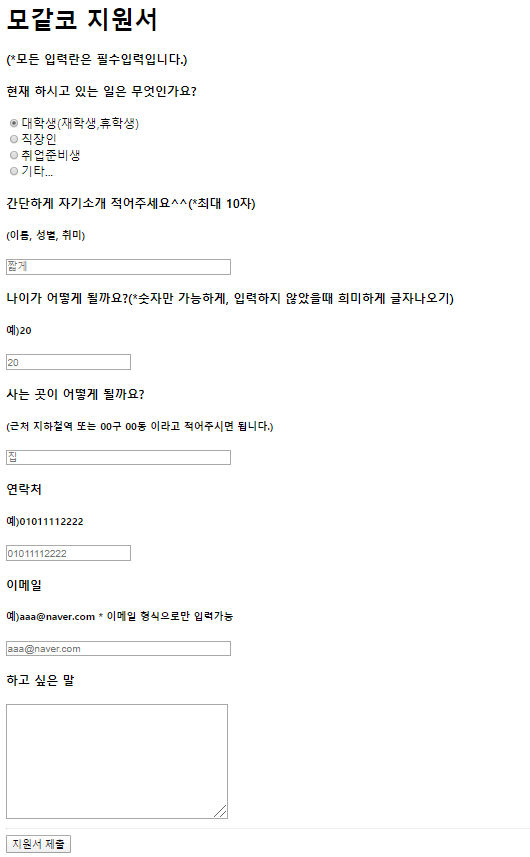 모같코 지원서
(*모든 입력란은 필수입력입니다.)
현재 하시고 있는 일은 무엇인가요?
대학생(재학생,휴학생)
직장인
취업준비생
기타...
간단하게 자기소개 적어주세요^^(*최대 10자)
(이름, 성별, 취미)
짧게
나이가 어떻게 될까요?(*숫자만 가능하게, 입력하지 않았을때 희미하게 글자나오기)
예)20
20
사는 곳이 어떻게 될까요?
(근처 지하철역 또는 00구 00동 이라고 적어주시면 됩니다.)
집
연락처
예)01011112222
01011112222
이메일
예)aaa@naver.com * 이메일 형식으로만 입력가능
aaa@naver.com
하고 싶은 말
지원서 제출